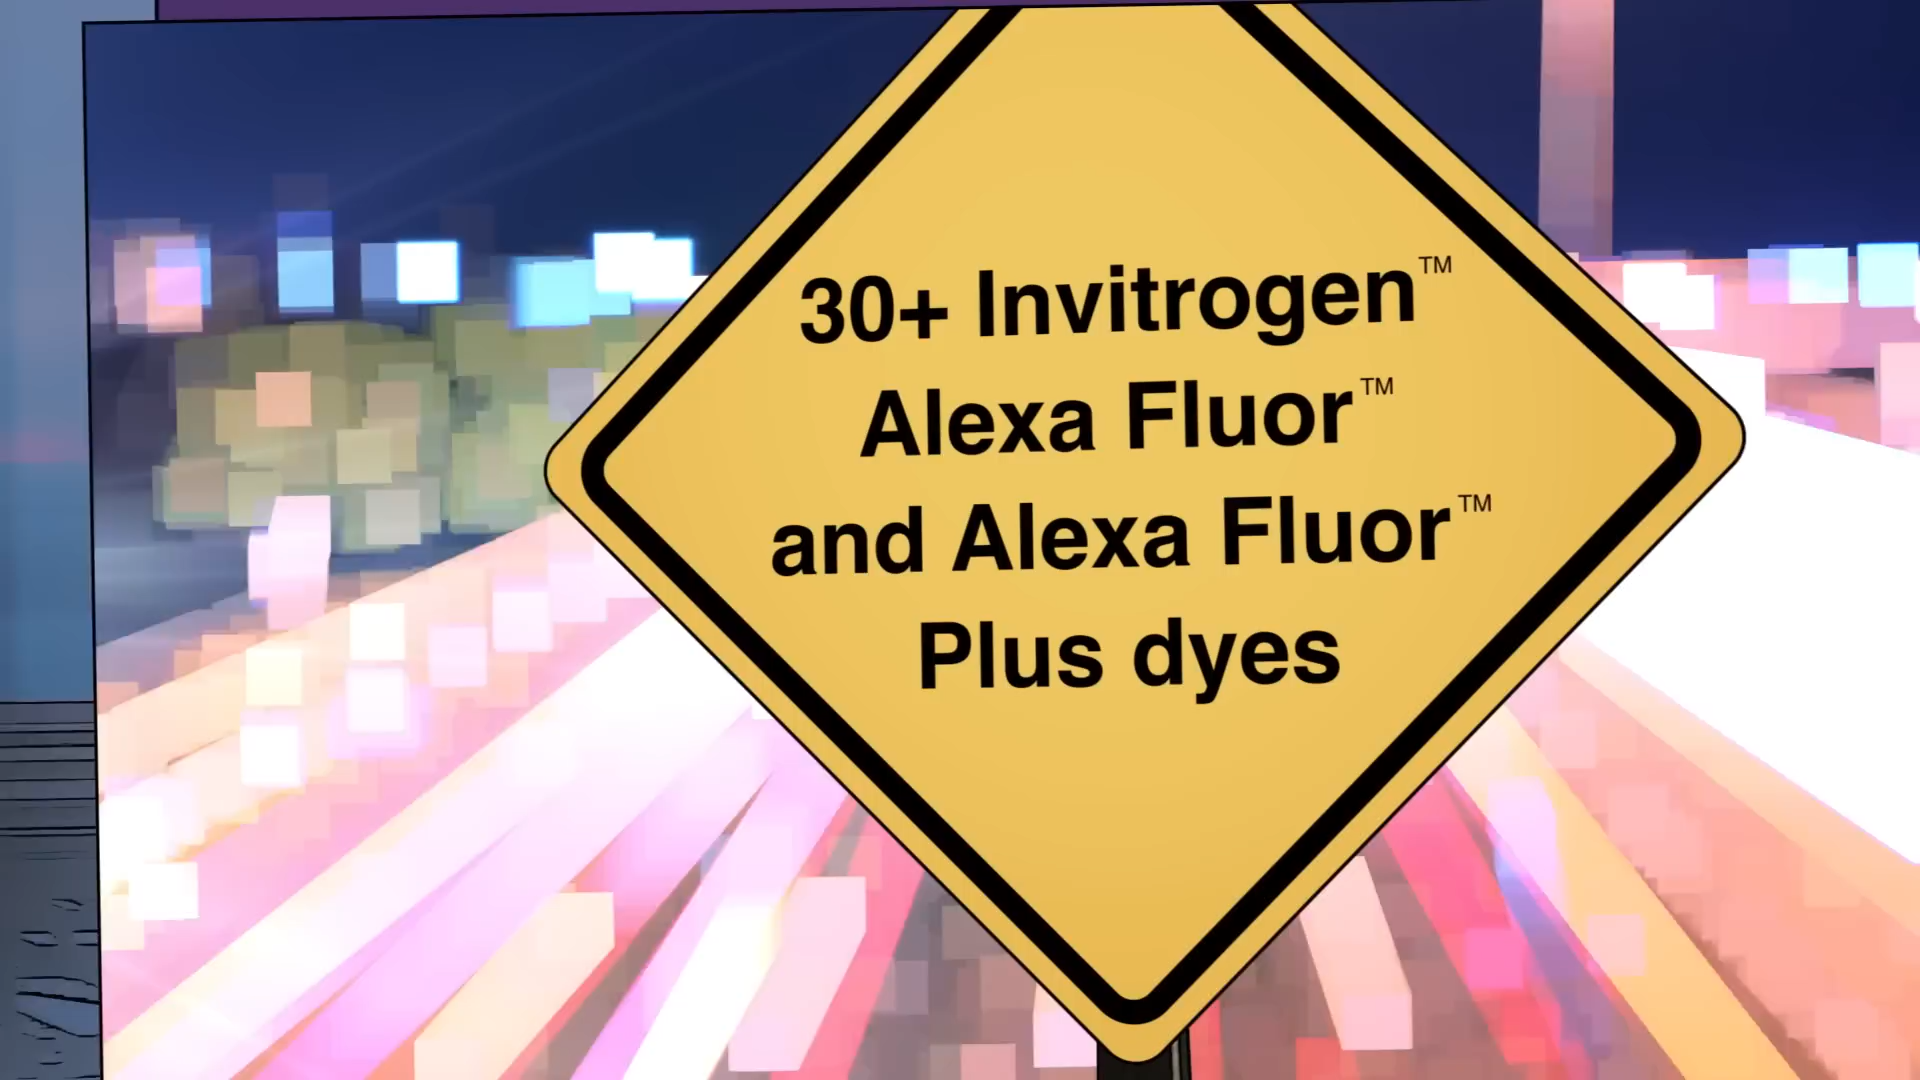 30+ Invitrogen™
Alexa Fluor™
and Alexa Fluor™
Plus dyes